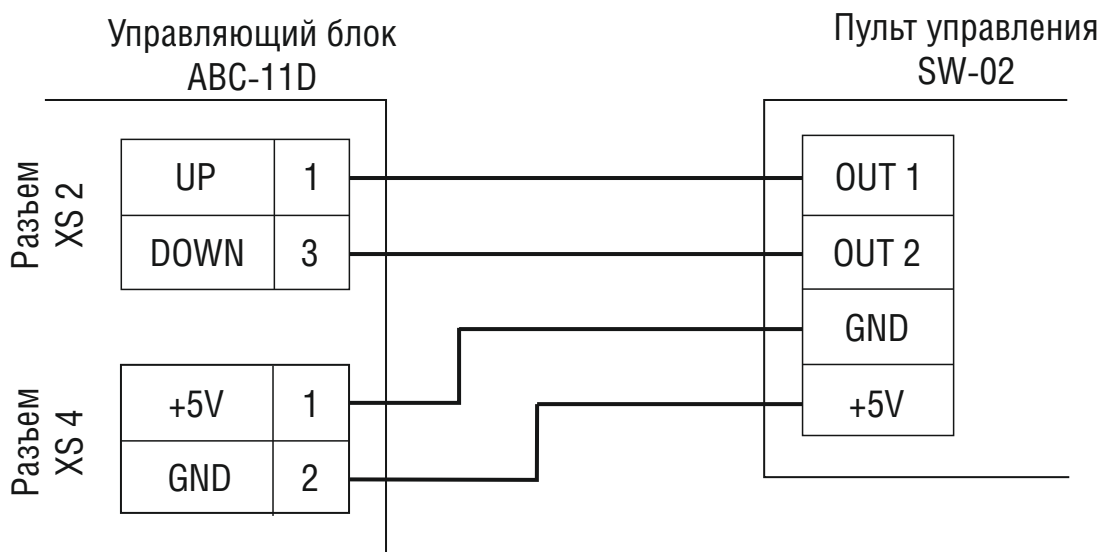 Управляющий блок
ABC-11D
Пульт управления
SW-02
Разъем
XS 2
UP 1
DOWN 3
Разъем
XS 4
+5V 1
GND 2
OUT 1
OUT 2
GND
+5V